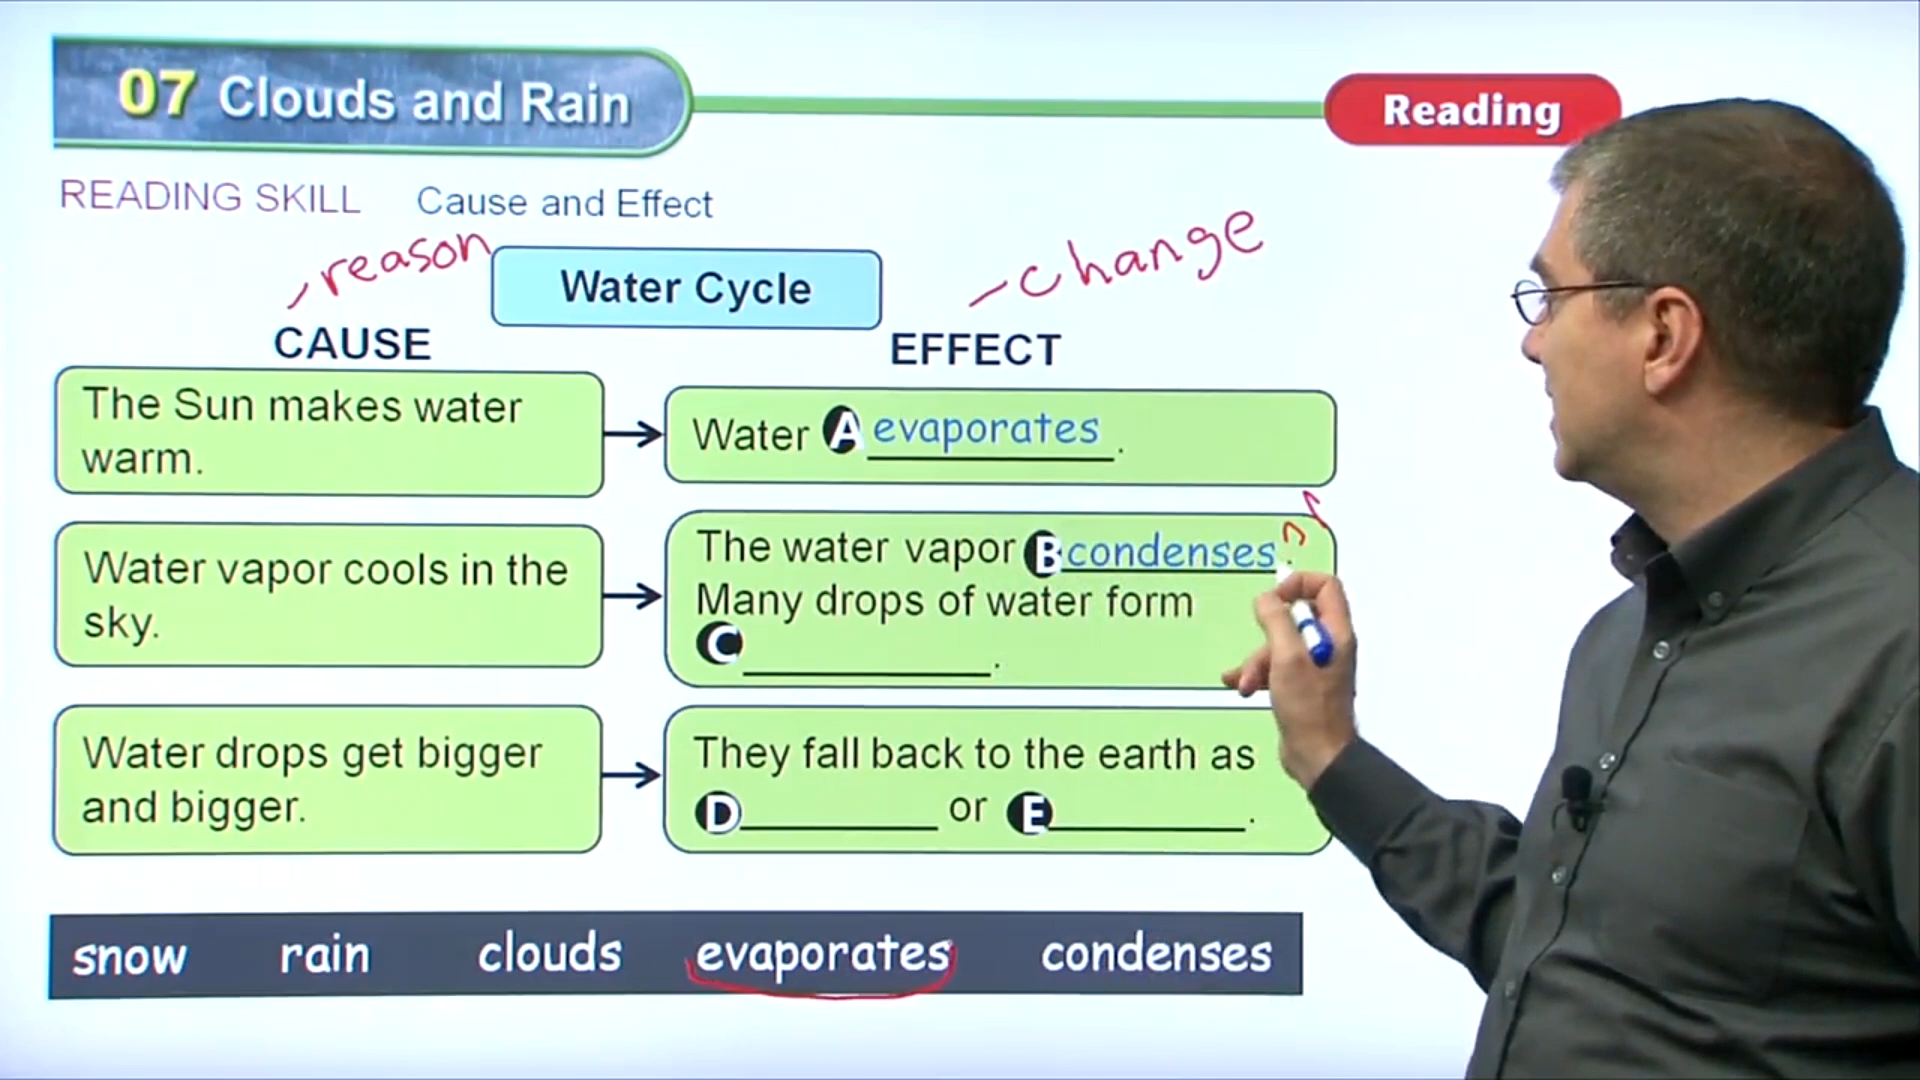 07 Clouds and Rain
Reading
READING SKILL Cause and Effect
reason
change
Water Cycle
CAUSE
EFFECT
The Sun makes water
warm.
Water A evaporates.
Water vapor cools in the
sky.
The water vapor B condenses.
Many drops of water form
C ________.
Water drops get bigger
and bigger.
They fall back to the earth as
D ________ or E ________.
snow rain clouds evaporates condenses